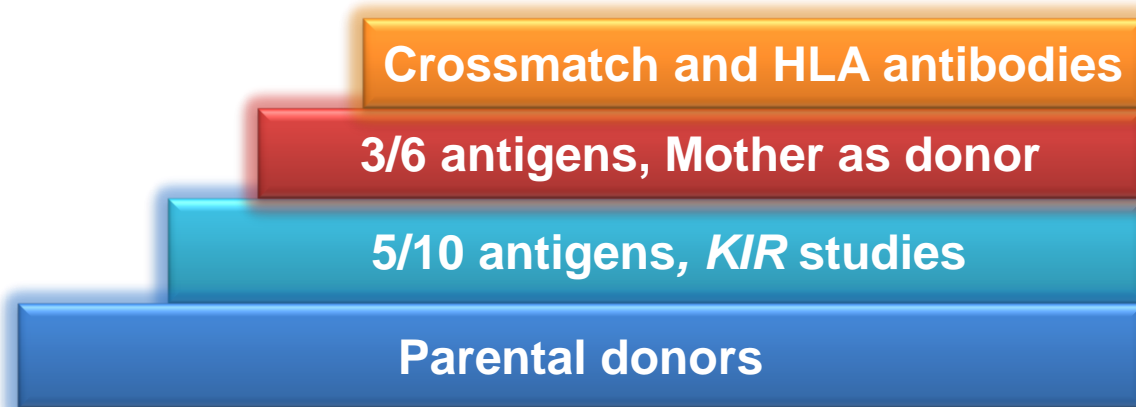 Crossmatch and HLA antibodies
3/6 antigens, Mother as donor
5/10 antigens, KIR studies
Parental donors